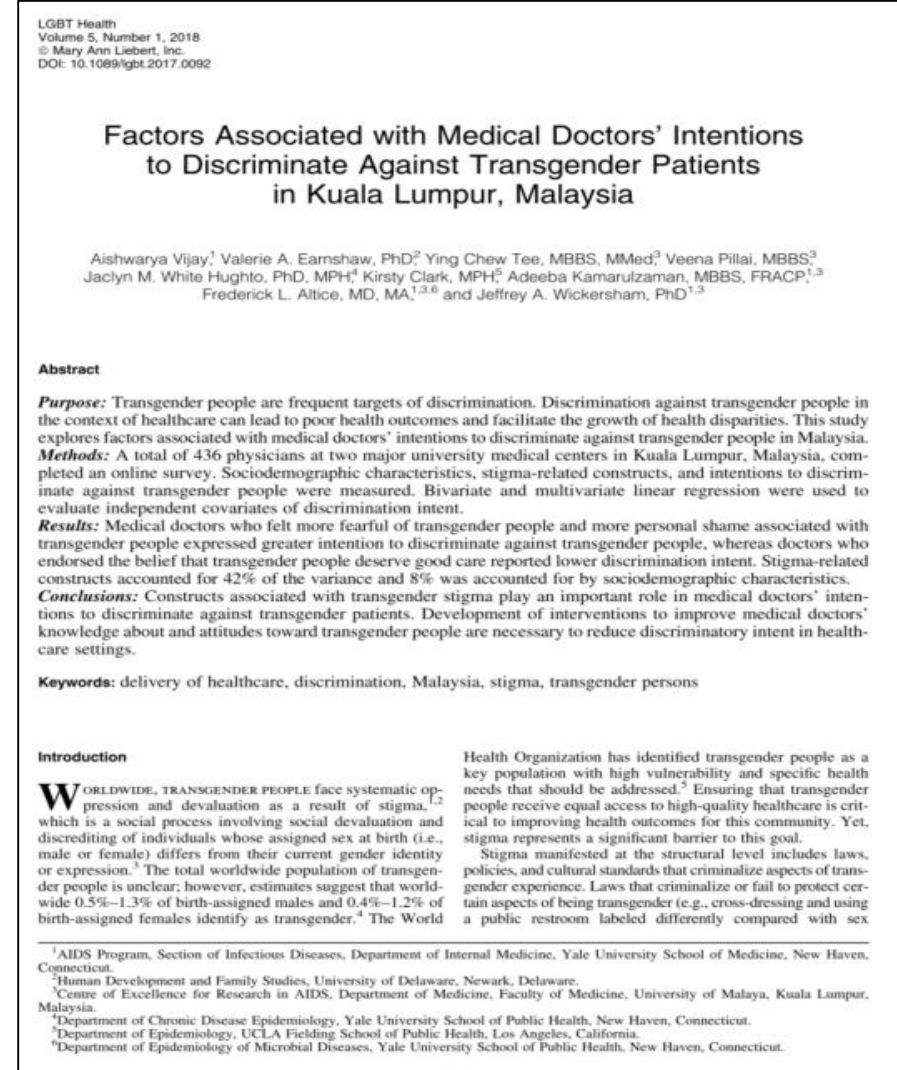 LGBT Health
Volume 5, Number 1, 2018
© Mary Ann Liebert, Inc.
DOI: 10.1089/lgbt.2017.0092
Factors Associated with Medical Doctors' Intentions
to Discriminate Against Transgender Patients
in Kuala Lumpur, Malaysia
Aishwarya Vijay,1 Valerie A. Earnshaw, PhD,2 Ying Chew Tee, MBBS, MMed,3 Veena Pillai, MBBS,3
Jaclyn M. White Hughto, PhD, MPH,4 Kirsty Clark, MPH,5 Adeeba Kamarulzaman, MBBS, FRACP,1,3
Frederick L. Altice, MD, MA,1,3,6 and Jeffrey A. Wickersham, PhD1,3
Abstract
Purpose: Transgender people are frequent targets of discrimination. Discrimination against transgender people in
the context of healthcare can lead to poor health outcomes and facilitate the growth of health disparities. This study
explores factors associated with medical doctors' intentions to discriminate against transgender people in Malaysia.
Methods: A total of 436 physicians at two major university medical centers in Kuala Lumpur, Malaysia, com-
pleted an online survey. Sociodemographic characteristics, stigma-related constructs, and intentions to discrim-
inate against transgender people were measured. Bivariate and multivariate linear regression were used to
evaluate independent covariates of discrimination intent.
Results: Medical doctors who felt more fearful of transgender people and more personal shame associated with
transgender people expressed greater intention to discriminate against transgender people, whereas doctors who
endorsed the belief that transgender people deserve good care reported lower discrimination intent. Stigma-related
constructs accounted for 42% of the variance and 8% was accounted for by sociodemographic characteristics.
Conclusions: Constructs associated with transgender stigma play an important role in medical doctors' inten-
tions to discriminate against transgender patients. Development of interventions to improve medical doctors'
knowledge about and attitudes toward transgender people are necessary to reduce discriminatory intent in health-
care settings.
Keywords: delivery of healthcare, discrimination, Malaysia, stigma, transgender persons
Introduction
WORLDWIDE, TRANSGENDER PEOPLE face systematic op-
pression and devaluation as a result of stigma,1,2
which is a social process involving social devaluation and
discrediting of individuals whose assigned sex at birth (i.e.,
male or female) differs from their current gender identity
or expression.3 The total worldwide population of transgen-
der people is unclear; however, estimates suggest that world-
wide 0.5%–1.3% of birth-assigned males and 0.4%–1.2% of
birth-assigned females identify as transgender.4 The World
Health Organization has identified transgender people as a
key population with high vulnerability and specific health
needs that should be addressed.5 Ensuring that transgender
people receive equal access to high-quality healthcare is crit-
ical to improving health outcomes for this community. Yet,
stigma represents a significant barrier to this goal.
Stigma manifested at the structural level includes laws,
policies, and cultural standards that criminalize aspects of trans-
gender experience. Laws that criminalize or fail to protect cer-
tain aspects of being transgender (e.g., cross-dressing and using
a public restroom labeled differently compared with sex
1AIDS Program, Section of Infectious Diseases, Department of Internal Medicine, Yale University School of Medicine, New Haven,
Connecticut.
2Human Development and Family Studies, University of Delaware, Newark, Delaware.
3Centre of Excellence for Research in AIDS, Department of Medicine, Faculty of Medicine, University of Malaya, Kuala Lumpur,
Malaysia.
4Department of Chronic Disease Epidemiology, Yale University School of Public Health, New Haven, Connecticut.
5Department of Epidemiology, UCLA Fielding School of Public Health, Los Angeles, California.
6Department of Epidemiology of Microbial Diseases, Yale University School of Public Health, New Haven, Connecticut.